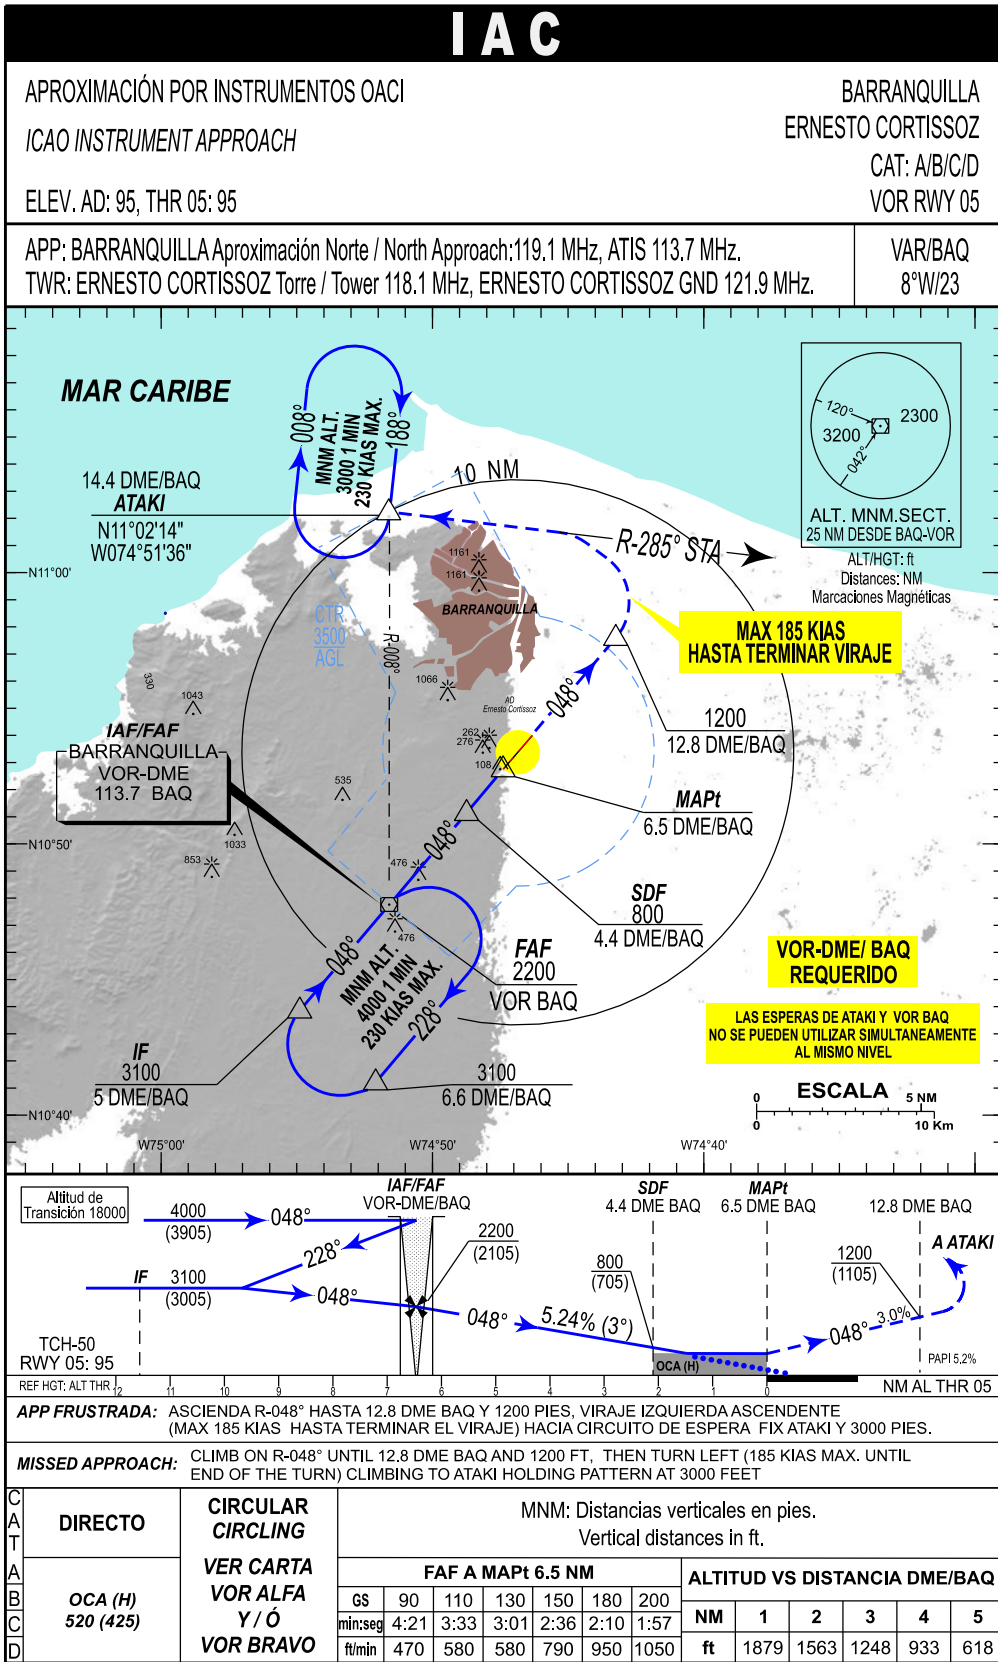 IAC
APROXIMACIÓN POR INSTRUMENTOS OACI
ICAO INSTRUMENT APPROACH
ELEV. AD: 95, THR 05: 95
BARRANQUILLA
ERNESTO CORTISSOZ
CAT: A/B/C/D
VOR RWY 05
APP: BARRANQUILLA Aproximación Norte / North Approach:119.1 MHz, ATIS 113.7 MHz.
TWR: ERNESTO CORTISSOZ Torre / Tower 118.1 MHz, ERNESTO CORTISSOZ GND 121.9 MHz.
VAR/BAQ
8°W/23
MAR CARIBE
008°
MNM ALT.
3000 1 MIN
230 KIAS MAX.
188°
14.4 DME/BAQ
ATAKI
N11°02'14"
W074°51'36"
10 NM
R-285° STA
120°
2300
3200
042°
ALT. MNM.SECT.
25 NM DESDE BAQ-VOR
ALT/HGT: ft
Distances: NM
Marcaciones Magnéticas
N11°00'
1161
1161
BARRANQUILLA
CTR
3500
AGL
R-008°
MAX 185 KIAS
HASTA TERMINAR VIRAJE
330
1043
1066
AD
Ernesto Cortissoz
048°
1200
12.8 DME/BAQ
IAF/FAF
BARRANQUILLA
VOR-DME
113.7 BAQ
262
276
108
535
MAPt
6.5 DME/BAQ
N10°50'
1033
853
476
048°
SDF
800
4.4 DME/BAQ
476
048°
MNM ALT.
4000 1 MIN
230 KIAS MAX.
228°
FAF
2200
VOR BAQ
VOR-DME/ BAQ
REQUERIDO
LAS ESPERAS DE ATAKI Y VOR BAQ
NO SE PUEDEN UTILIZAR SIMULTANEAMENTE
AL MISMO NIVEL
IF
3100
5 DME/BAQ
3100
6.6 DME/BAQ
ESCALA
0 5 NM
0 10 Km
N10°40'
W75°00'
W74°50'
W74°40'
Altitud de
Transición 18000
4000
(3905)
048°
IAF/FAF
VOR-DME/BAQ
SDF
4.4 DME BAQ
MAPt
6.5 DME BAQ
12.8 DME BAQ
228°
2200
(2105)
800
(705)
1200
(1105)
A ATAKI
IF
3100
(3005)
048°
048°
5.24% (3°)
048°
3.0%
TCH-50
RWY 05: 95
OCA (H)
PAPI 5.2%
REF HGT: ALT THR
12 11 10 9 8 7 6 5 4 3 2 1 0
NM AL THR 05
APP FRUSTRADA: ASCIENDA R-048° HASTA 12.8 DME BAQ Y 1200 PIES, VIRAJE IZQUIERDA ASCENDENTE
(MAX 185 KIAS HASTA TERMINAR EL VIRAJE) HACIA CIRCUITO DE ESPERA FIX ATAKI Y 3000 PIES.
MISSED APPROACH: CLIMB ON R-048° UNTIL 12.8 DME BAQ AND 1200 FT, THEN TURN LEFT (185 KIAS MAX. UNTIL
END OF THE TURN) CLIMBING TO ATAKI HOLDING PATTERN AT 3000 FEET
CAT
DIRECTO
CIRCULAR
CIRCLING
MNM: Distancias verticales en pies.
Vertical distances in ft.
A
B
C
D
OCA (H)
520 (425)
VER CARTA
VOR ALFA
Y / Ó
VOR BRAVO
FAF A MAPt 6.5 NM
GS 90 110 130 150 180 200
min:seg 4:21 3:33 3:01 2:36 2:10 1:57
ft/min 470 580 580 790 950 1050
ALTITUD VS DISTANCIA DME/BAQ
NM 1 2 3 4 5
ft 1879 1563 1248 933 618